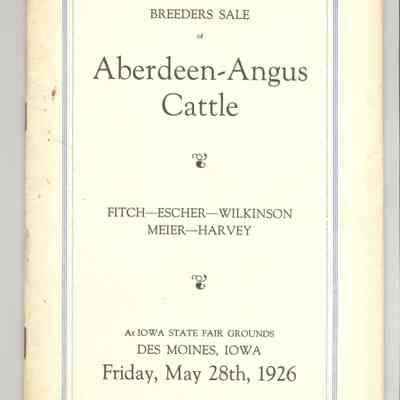 BREEDERS SALE
of
Aberdeen-Angus
Cattle
FITCH—ESCHER—WILKINSON
MEIER—HARVEY
At IOWA STATE FAIR GROUNDS
DES MOINES, IOWA
Friday, May 28th, 1926